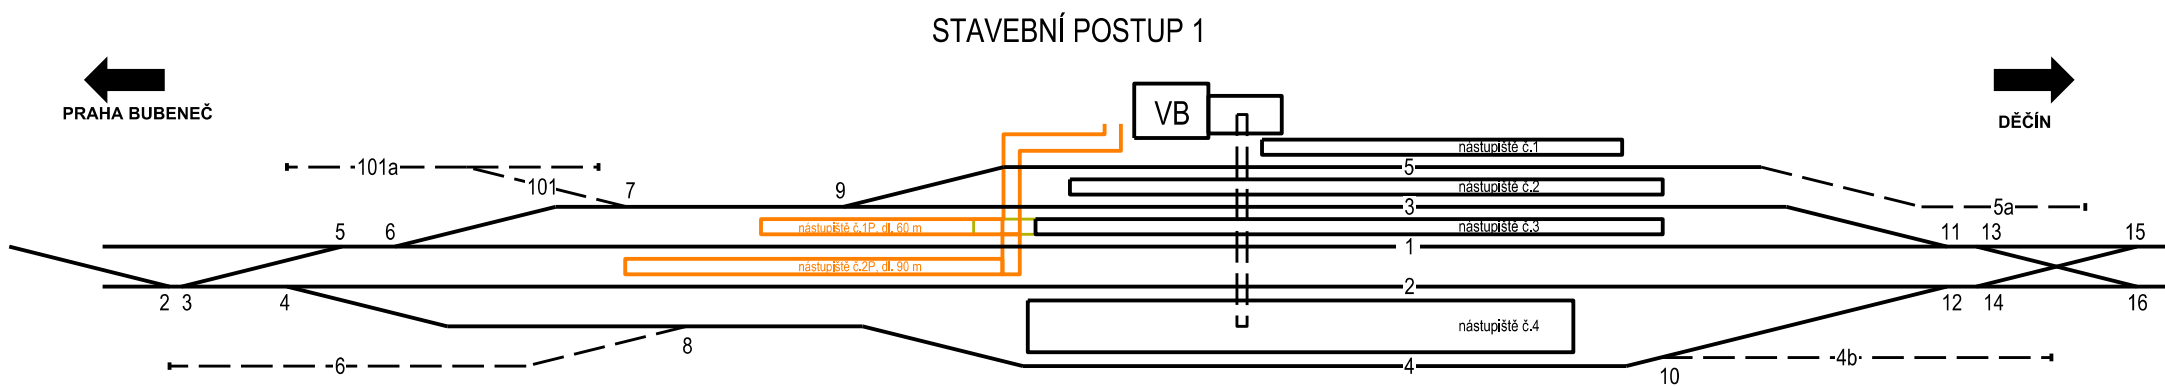 STAVEBNÍ POSTUP 1
PRAHA BUBENEČ
DĚČÍN
VB
nástupiště č.1
101a
5
101
7
9
nástupiště č.2
3
5a
nástupiště č.1P, dl. 60 m
nástupiště č.3
5
6
1
11
13
15
nástupiště č.2P, dl. 90 m
2
3
4
2
12
14
16
nástupiště č.4
8
6
4
10
4b